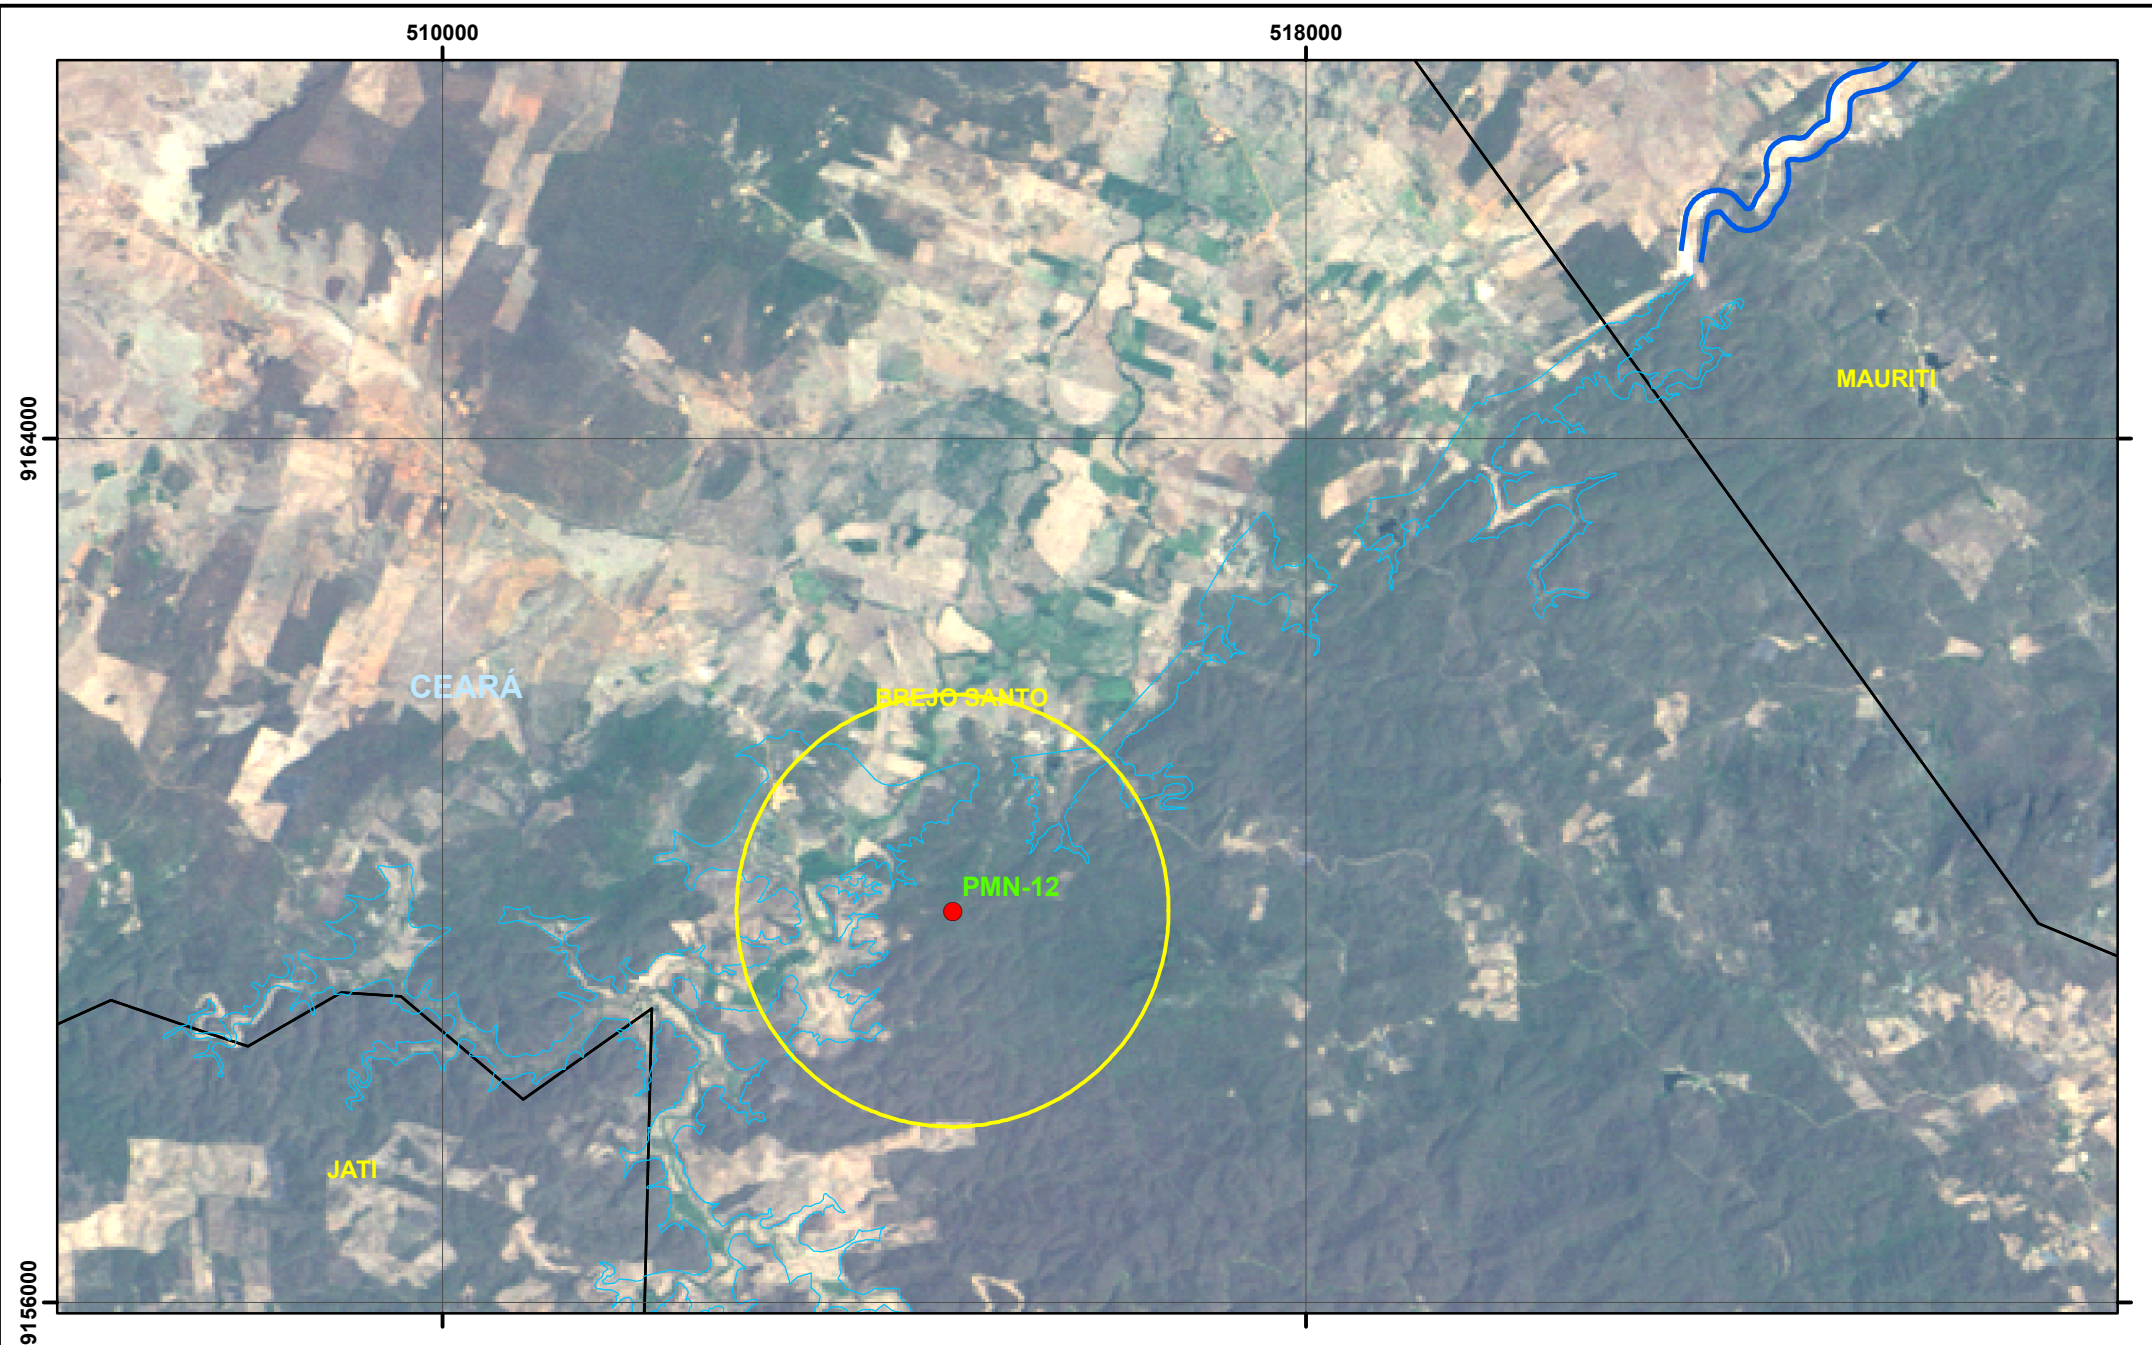 510000
518000
MAURITI
9164000
CEARÁ
BREJO SANTO
PMN-12
JATI
9156000